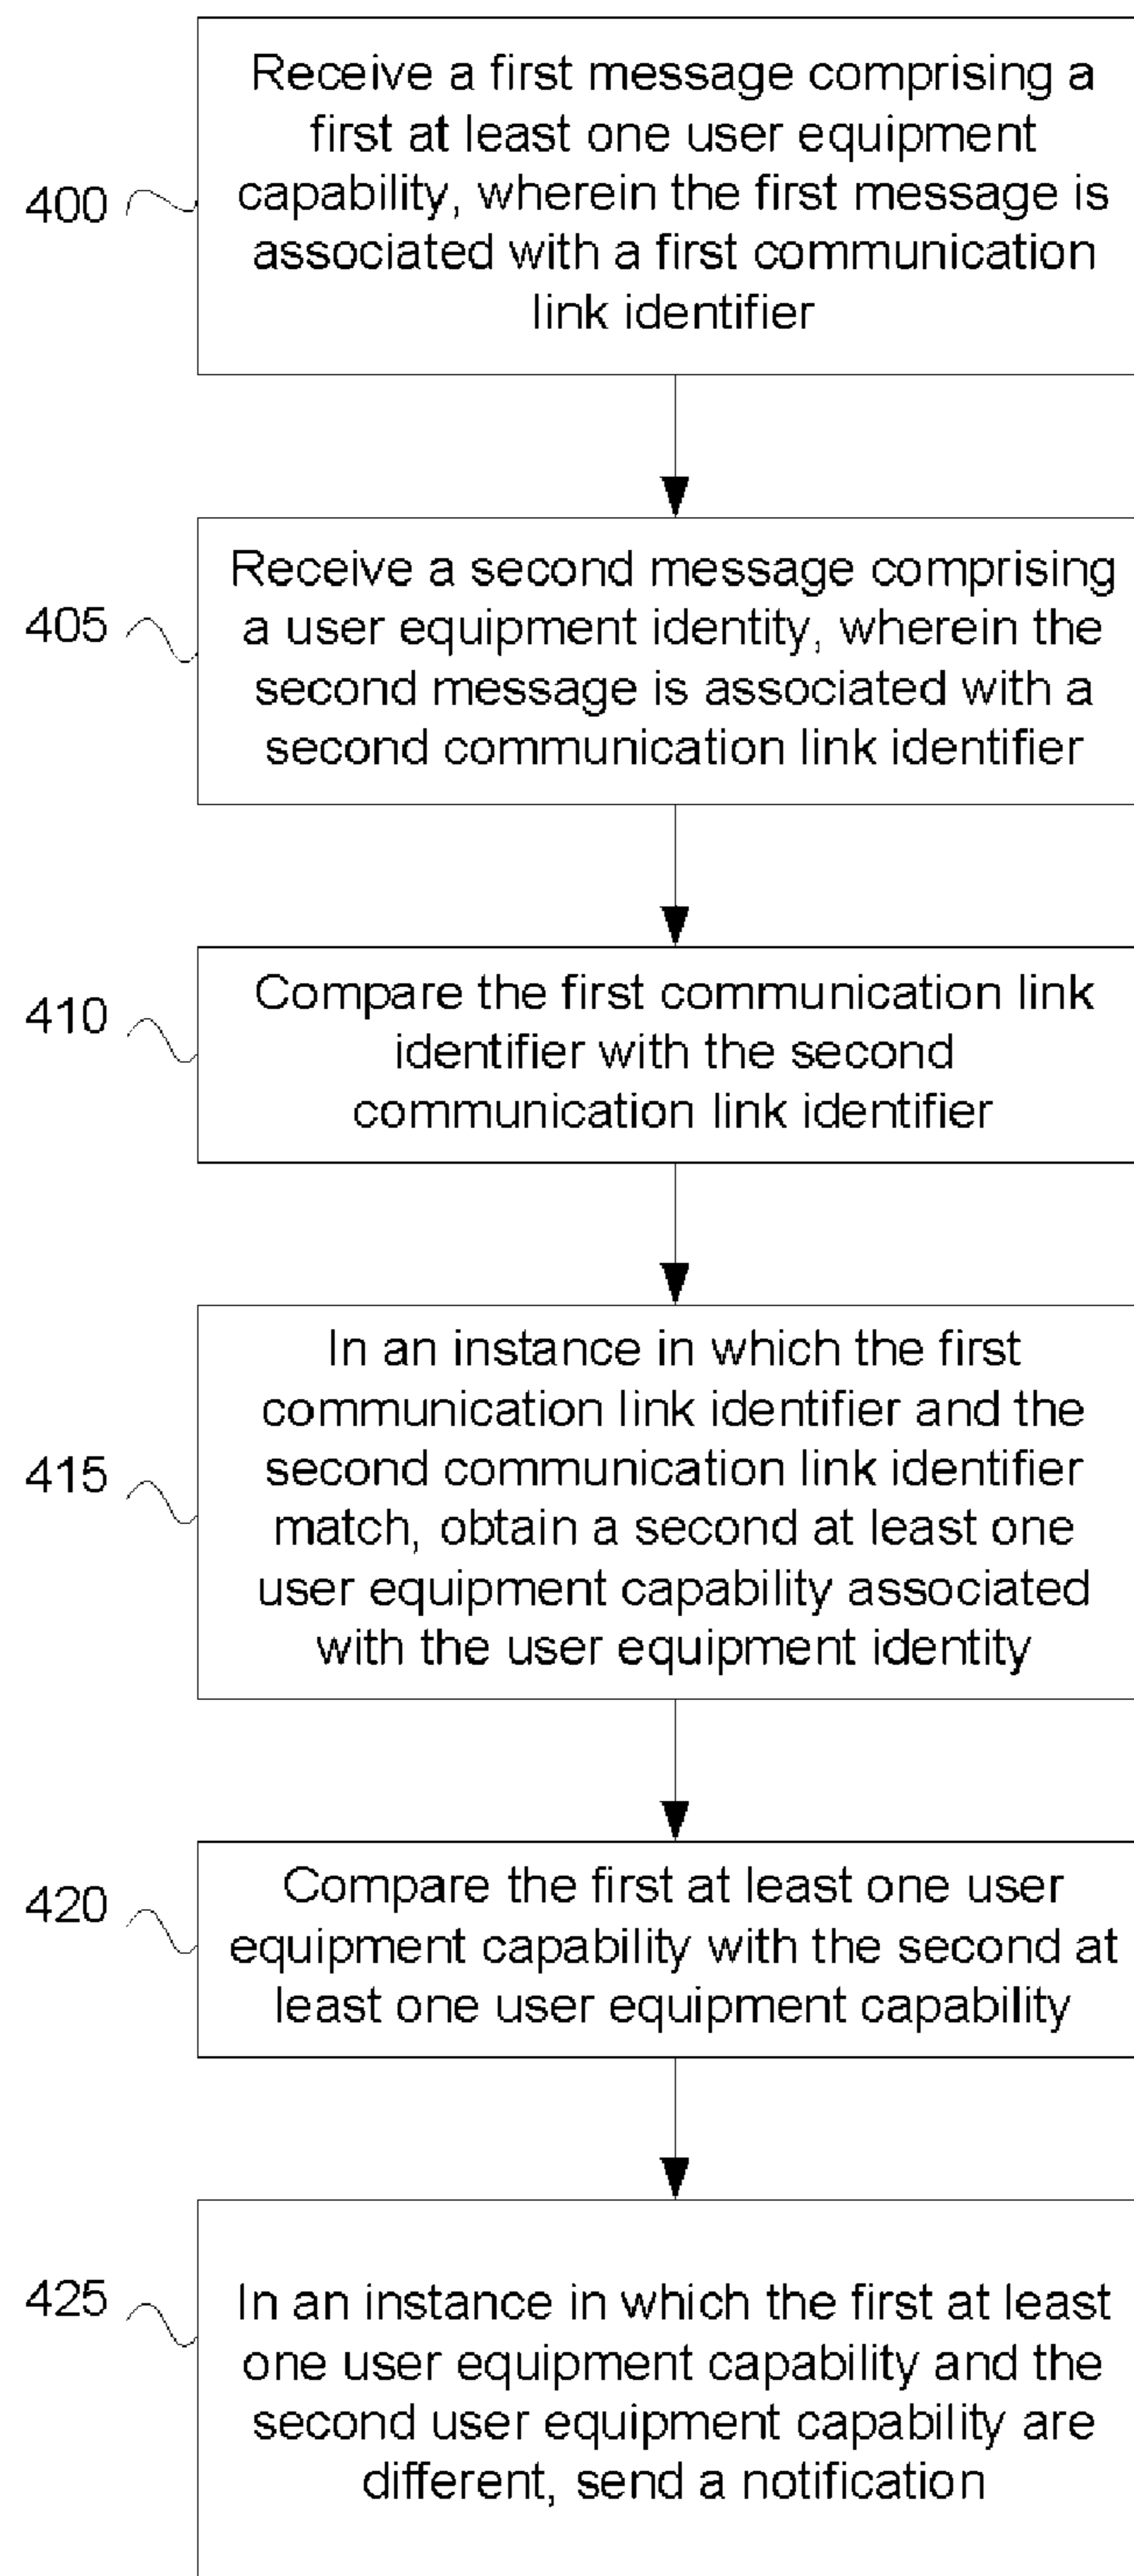 Receive a first message comprising a
first at least one user equipment
400
capability, wherein the first message is
associated with a first communication
link identifier
Receive a second message comprising
405
a user equipment identity, wherein the
second message is associated with a
second communication link identifier
410
Compare the first communication link
identifier with the second
communication link identifier
In an instance in which the first
communication link identifier and the
415
second communication link identifier
match, obtain a second at least one
user equipment capability associated
with the user equipment identity
420
Compare the first at least one user
equipment capability with the second at
least one user equipment capability
425
In an instance in which the first at least
one user equipment capability and the
second user equipment capability are
different, send a notification